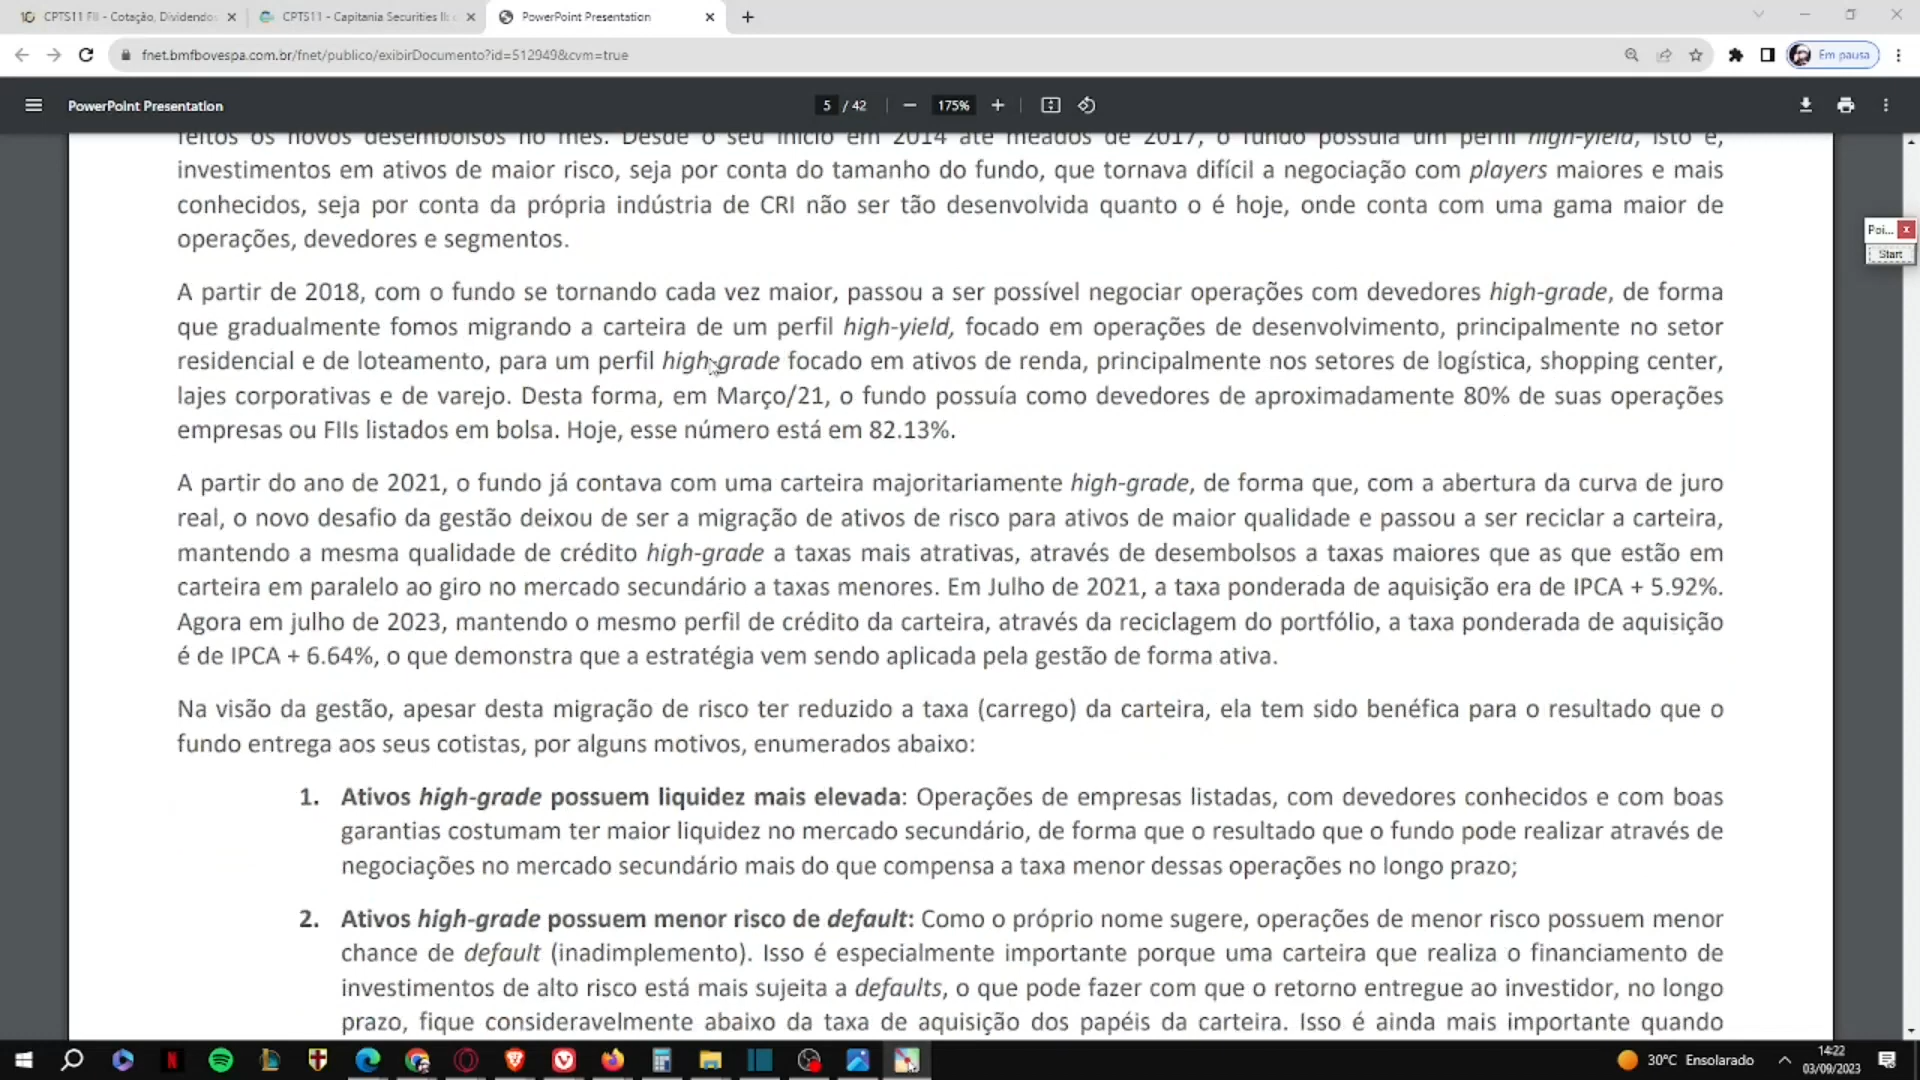 CPTS11 FII - Cotação, Dividendos
CPTS11 - Capitania Securities II
PowerPoint Presentation
fnet.bmfbovespa.com.br/fnet/publico/exibirDocumento?id=512949&cvm=true
Em pausa
PowerPoint Presentation
5 / 42
175%
feitos os novos desembolsos no mês. Desde o seu início em 2014 até meados de 2017, o fundo possuía um perfil high-yield, isto é,
investimentos em ativos de maior risco, seja por conta do tamanho do fundo, que tornava difícil a negociação com players maiores e mais
conhecidos, seja por conta da própria indústria de CRI não ser tão desenvolvida quanto o é hoje, onde conta com uma gama maior de
operações, devedores e segmentos.
Poi...
Start
A partir de 2018, com o fundo se tornando cada vez maior, passou a ser possível negociar operações com devedores high-grade, de forma
que gradualmente fomos migrando a carteira de um perfil high-yield, focado em operações de desenvolvimento, principalmente no setor
residencial e de loteamento, para um perfil high-grade focado em ativos de renda, principalmente nos setores de logística, shopping center,
lajes corporativas e de varejo. Desta forma, em Março/21, o fundo possuía como devedores de aproximadamente 80% de suas operações
empresas ou FIIs listados em bolsa. Hoje, esse número está em 82.13%.
A partir do ano de 2021, o fundo já contava com uma carteira majoritariamente high-grade, de forma que, com a abertura da curva de juro
real, o novo desafio da gestão deixou de ser a migração de ativos de risco para ativos de maior qualidade e passou a ser reciclar a carteira,
mantendo a mesma qualidade de crédito high-grade a taxas mais atrativas, através de desembolsos a taxas maiores que as que estão em
carteira em paralelo ao giro no mercado secundário a taxas menores. Em Julho de 2021, a taxa ponderada de aquisição era de IPCA + 5.92%.
Agora em julho de 2023, mantendo o mesmo perfil de crédito da carteira, através da reciclagem do portfólio, a taxa ponderada de aquisição
é de IPCA + 6.64%, o que demonstra que a estratégia vem sendo aplicada pela gestão de forma ativa.
Na visão da gestão, apesar desta migração de risco ter reduzido a taxa (carrego) da carteira, ela tem sido benéfica para o resultado que o
fundo entrega aos seus cotistas, por alguns motivos, enumerados abaixo:
1. Ativos high-grade possuem liquidez mais elevada: Operações de empresas listadas, com devedores conhecidos e com boas
garantias costumam ter maior liquidez no mercado secundário, de forma que o resultado que o fundo pode realizar através de
negociações no mercado secundário mais do que compensa a taxa menor dessas operações no longo prazo;
2. Ativos high-grade possuem menor risco de default: Como o próprio nome sugere, operações de menor risco possuem menor
chance de default (inadimplemento). Isso é especialmente importante porque uma carteira que realiza o financiamento de
investimentos de alto risco está mais sujeita a defaults, o que pode fazer com que o retorno entregue ao investidor, no longo
prazo, fique consideravelmente abaixo da taxa de aquisição dos papéis da carteira. Isso é ainda mais importante quando
30°C Ensolarado
14:22
03/09/2023